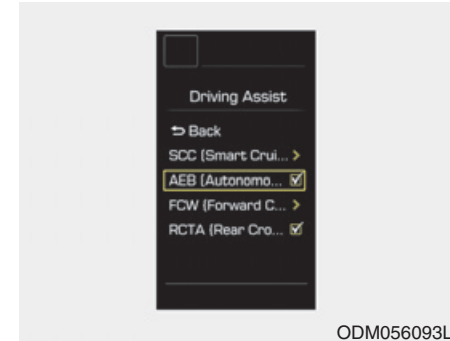 Driving Assist
Back
SCC (Smart Crui...
AEB (Autonomo...
FCW (Forward C...
RCTA (Rear Cro...
ODM056093L